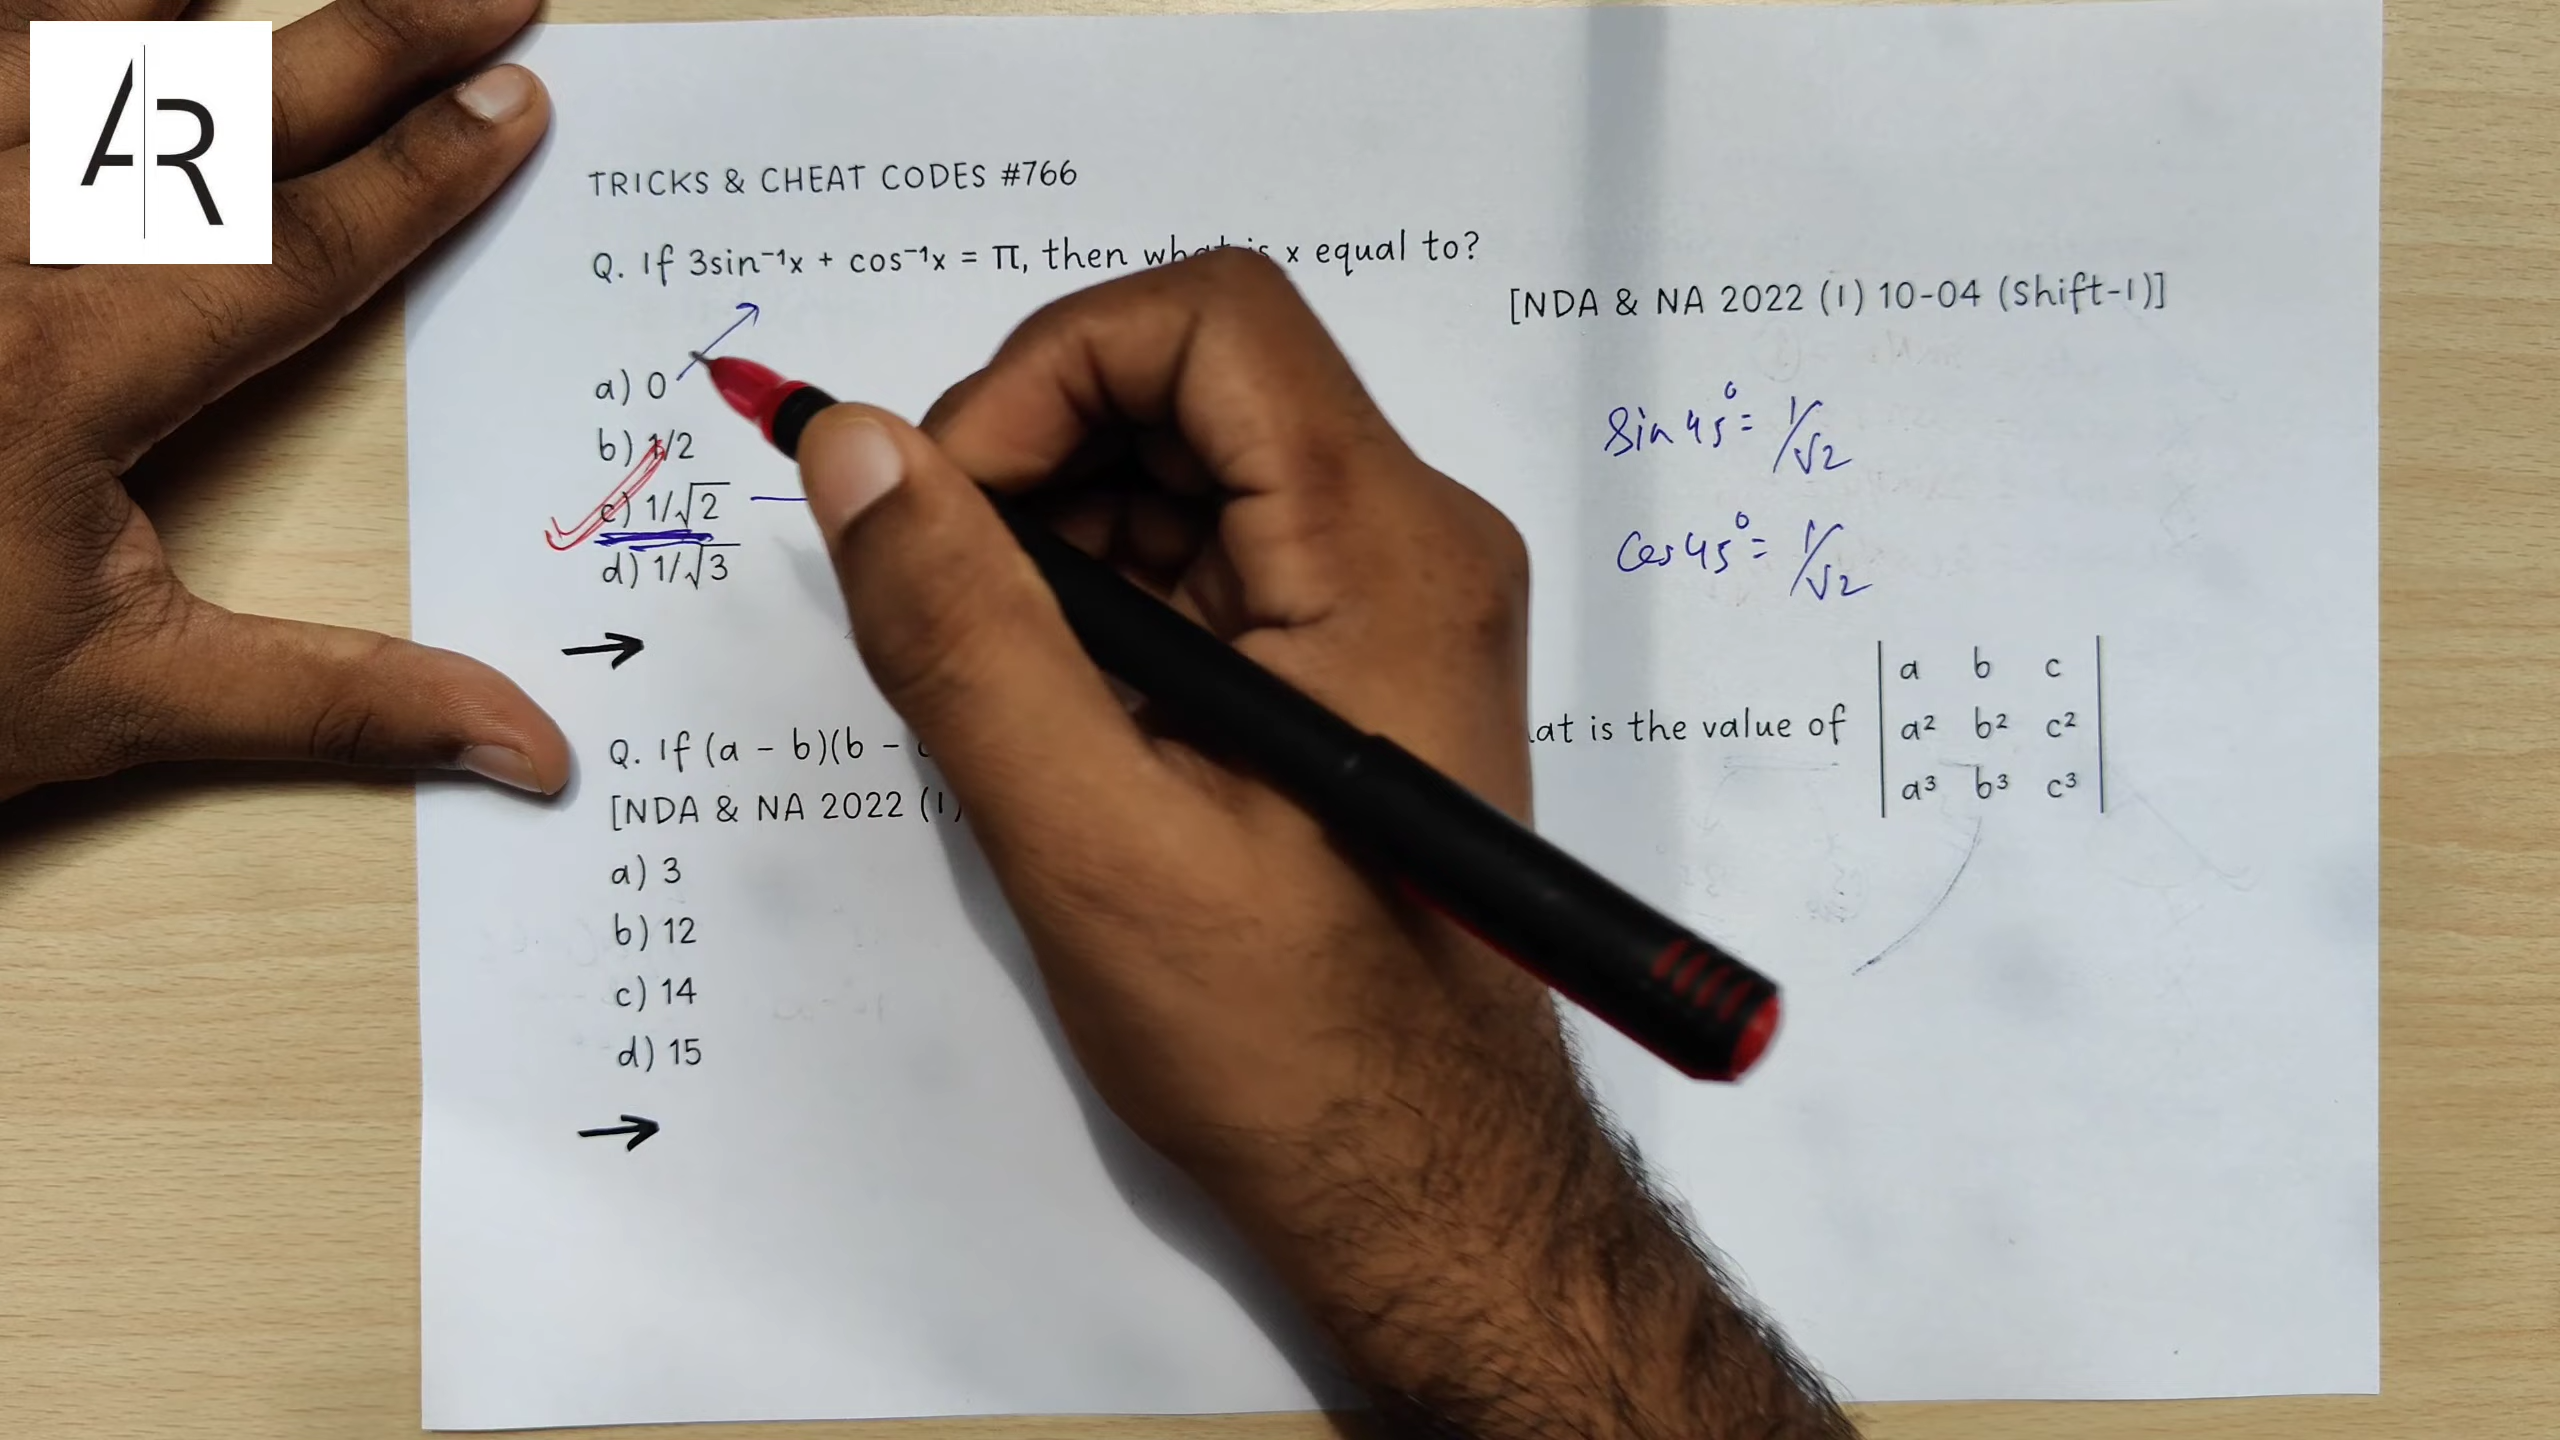 AR
TRICKS & CHEAT CODES #766
Q. If 3sin⁻¹x + cos⁻¹x = π, then what is x equal to?
[NDA & NA 2022 (1) 10-04 (Shift-1)]
a) 0
b) 1/2
c) 1/√2
d) 1/√3
Sin 45° = 1/√2
Cos 45° = 1/√2
Q. If (a - b)(b - at is the value of
a b c
a² b² c²
a³ b³ c³
[NDA & NA 2022 (1)
a) 3
b) 12
c) 14
d) 15